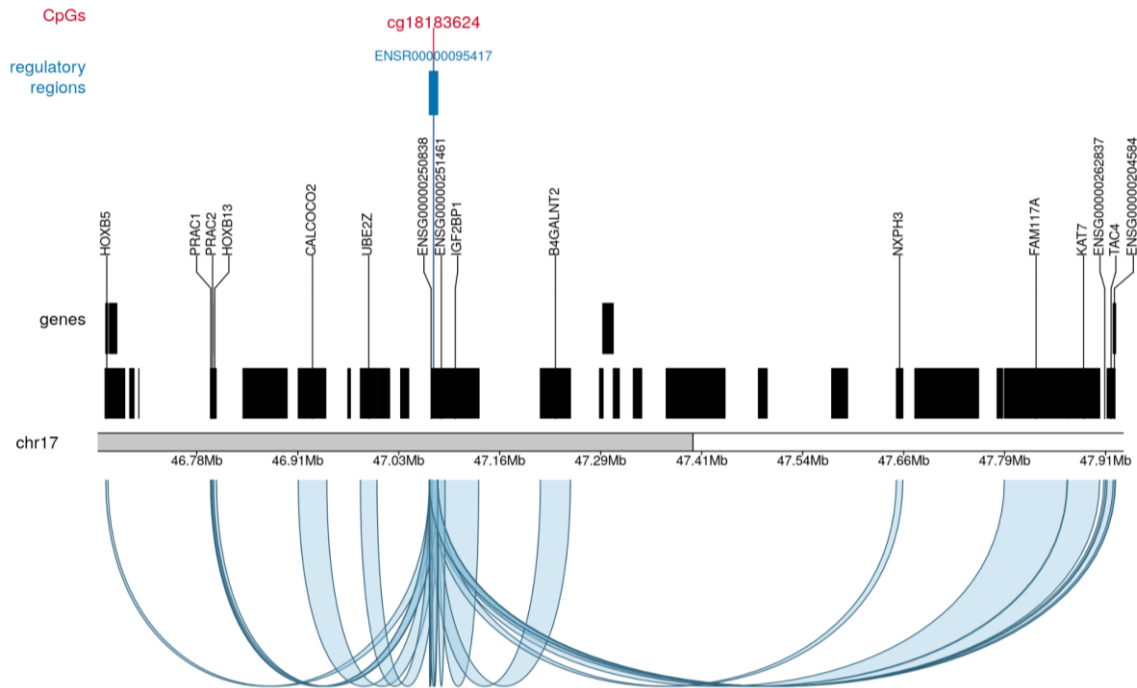 CpGs
cg18183624
ENSR00000095417
regulatory
regions
HOXB5
PRAC1
PRAC2
HOXB13
CALCOCO2
UBE2Z
ENSG00000250838
ENSG00000251461
IGF2BP1
B4GALNT2
NXPH3
FAM117A
KAT7
ENSG00000262837
TAC4
ENSG00000204584
genes
chr17
46.78Mb 46.91Mb 47.03Mb 47.16Mb 47.29Mb 47.41Mb 47.54Mb 47.66Mb 47.79Mb 47.91Mb